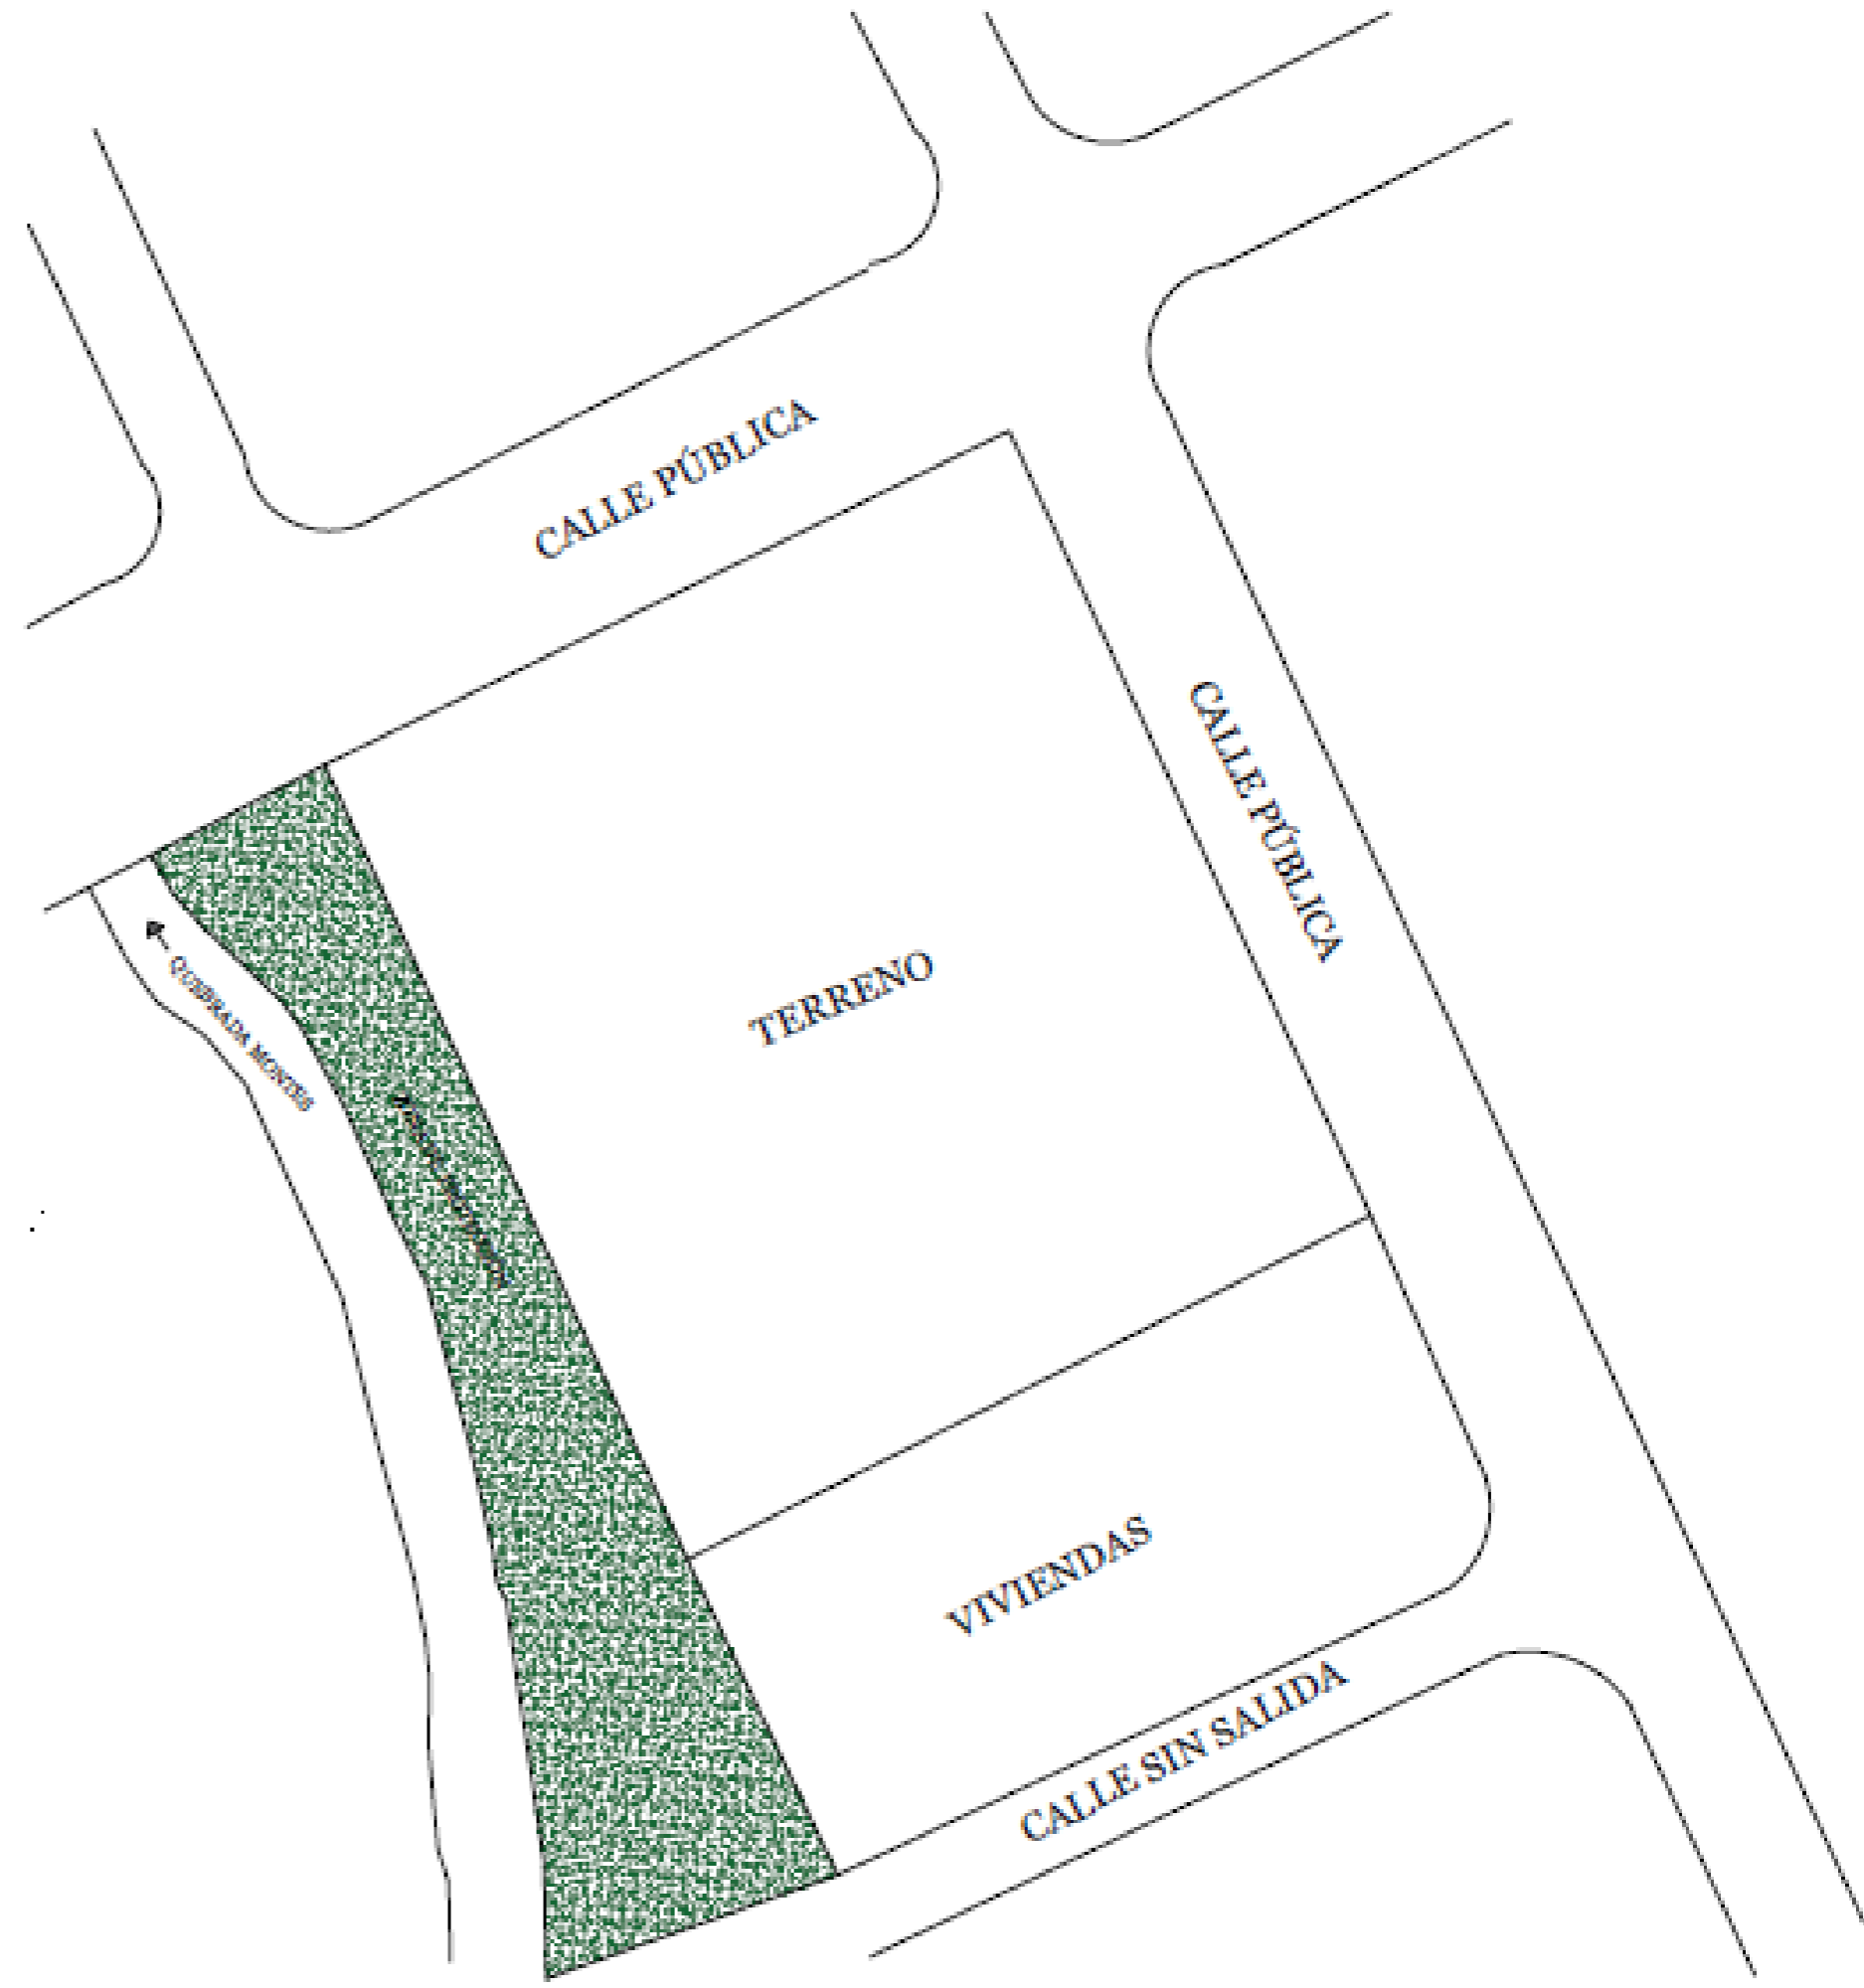 CALLE PÚBLICA
CALLE PÚBLICA
QUEBRADA MONTES
TERRENO
VIVIENDAS
CALLE SIN SALIDA